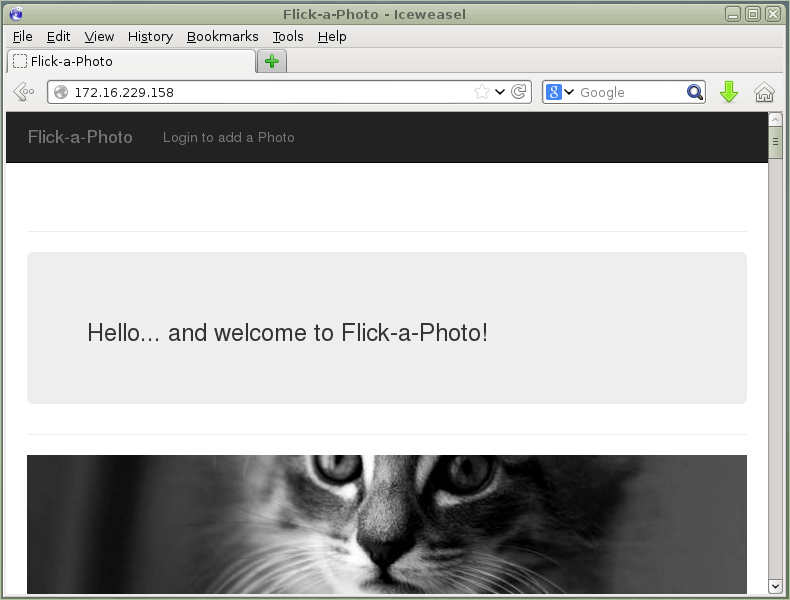 Flick-a-Photo - Iceweasel
File Edit View History Bookmarks Tools Help
Flick-a-Photo
172.16.229.158 8 Google
Flick-a-Photo Login to add a Photo
Hello... and welcome to Flick-a-Photo!